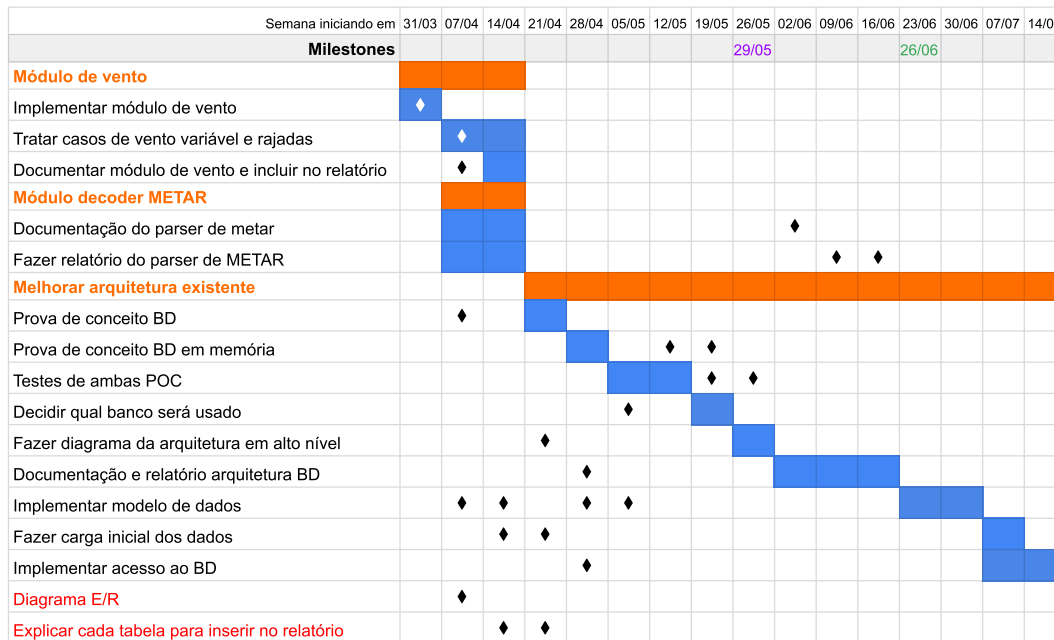 Semana iniciando em 31/03 07/04 14/04 21/04 28/04 05/05 12/05 19/05 26/05 02/06 09/06 16/06 23/06 30/06 07/07 14/0
Milestones 29/05 26/06
Módulo de vento
Implementar módulo de vento
Tratar casos de vento variável e rajadas
Documentar módulo de vento e incluir no relatório
Módulo decoder METAR
Documentação do parser de metar
Fazer relatório do parser de METAR
Melhorar arquitetura existente
Prova de conceito BD
Prova de conceito BD em memória
Testes de ambas POC
Decidir qual banco será usado
Fazer diagrama da arquitetura em alto nível
Documentação e relatório arquitetura BD
Implementar modelo de dados
Fazer carga inicial dos dados
Implementar acesso ao BD
Diagrama E/R
Explicar cada tabela para inserir no relatório